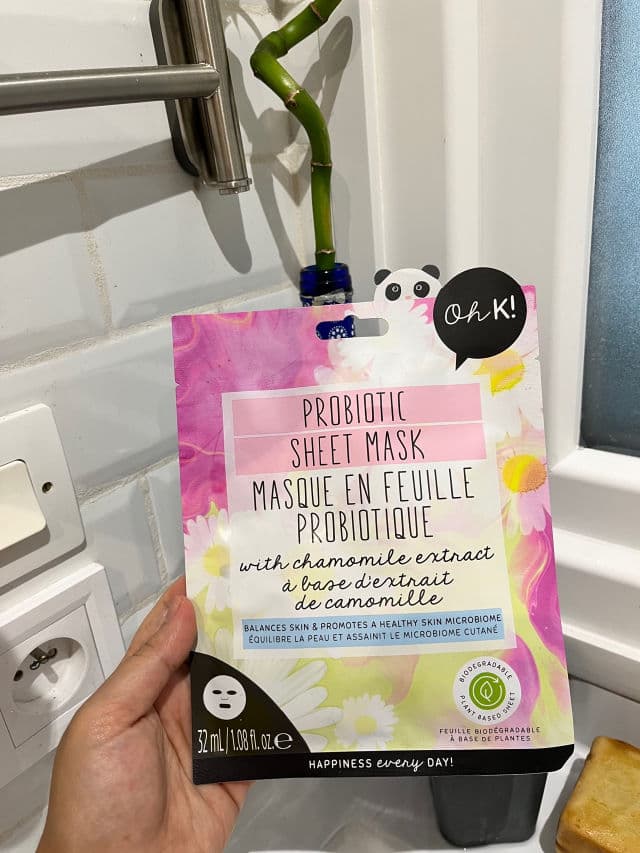 Oh K!
PROBIOTIC
SHEET MASK
MASQUE EN FEUILLE
PROBIOTIQUE
with chamomile extract
à base d'extrait
de camomille
BALANCES SKIN & PROMOTES A HEALTHY SKIN MICROBIOME
ÉQUILIBRE LA PEAU ET ASSAINIT LE MICROBIOME CUTANÉ
BIODEGRADABLE
PLANT BASED SHEET
FEUILLE BIODÉGRADABLE
À BASE DE PLANTES
32 mL/1.08 fl. oz. e
HAPPINESS every DAY!